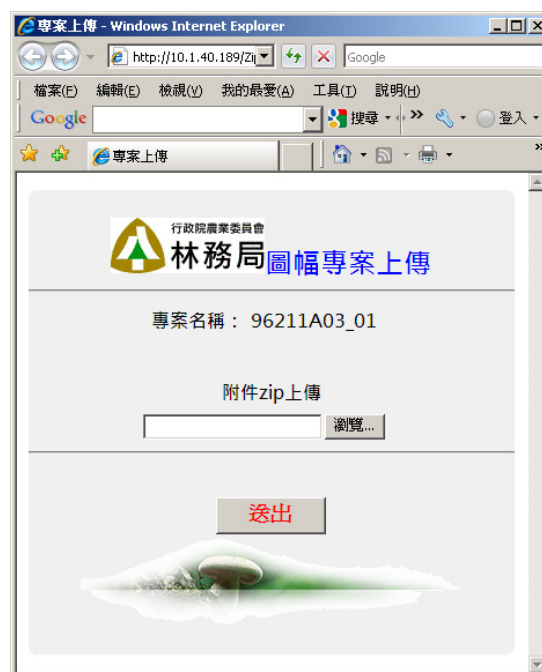 專案上傳 - Windows Internet Explorer
http://10.1.40.189/Zi
Google
檔案(F) 編輯(E) 檢視(V) 我的最愛(A) 工具(T) 說明(H)
Google 搜尋 登入
專案上傳
行政院農業委員會
林務局圖幅專案上傳
專案名稱： 96211A03_01
附件zip上傳
瀏覽...
送出